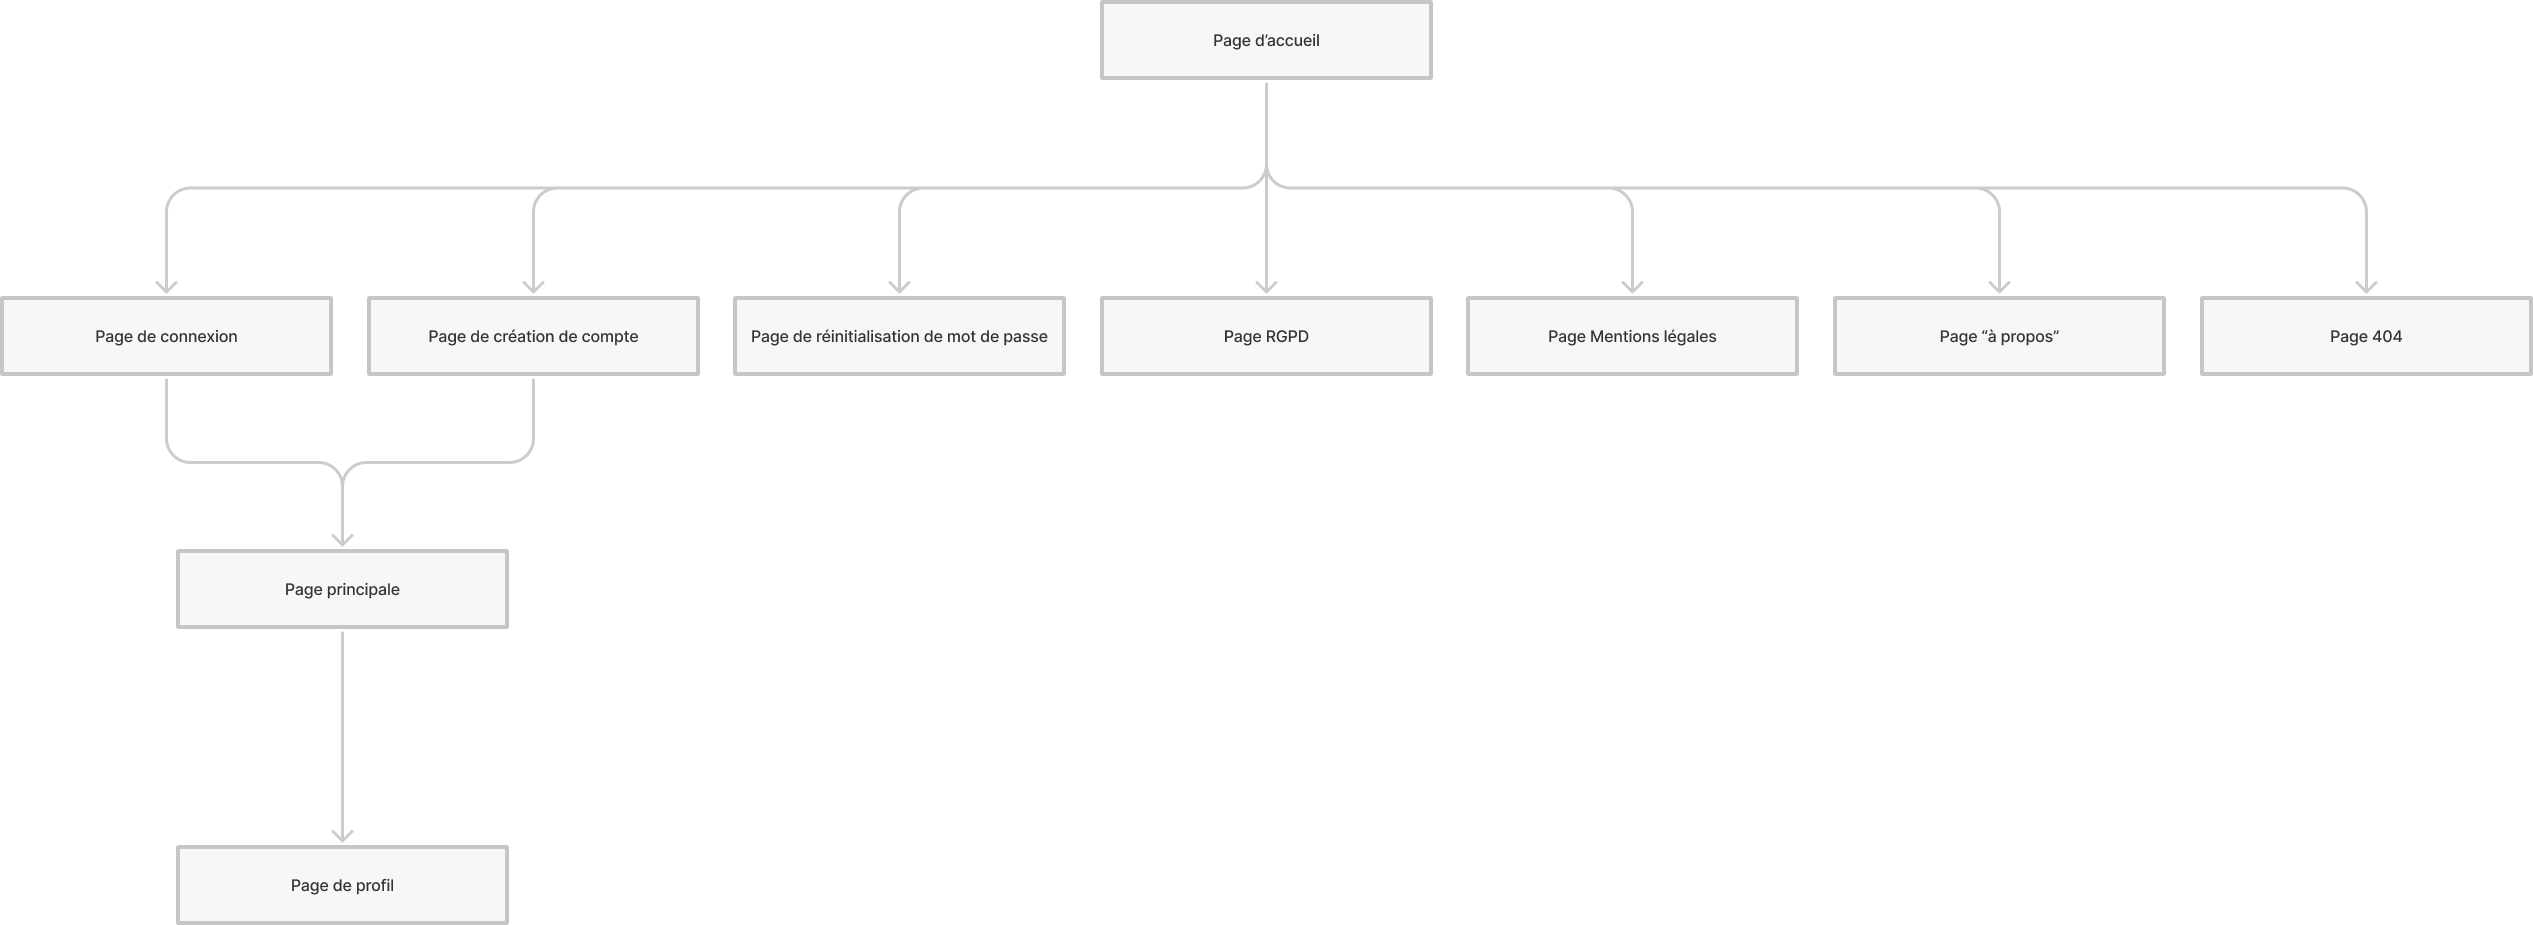 Page d’accueil
Page de connexion
Page de création de compte
Page de réinitialisation de mot de passe
Page RGPD
Page Mentions légales
Page “à propos”
Page 404
Page principale
Page de profil